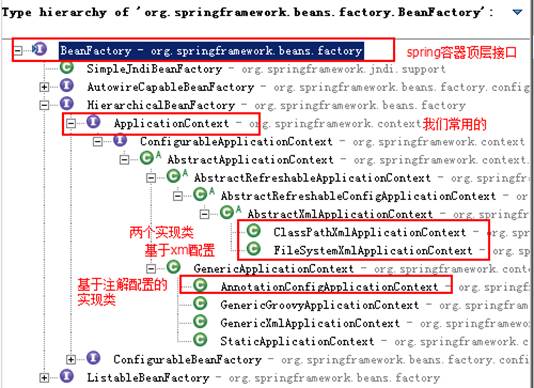 Type hierarchy of 'org.springframework.beans.factory.BeanFactory':
BeanFactory - org.springframework.beans.factory
spring容器顶层接口
SimpleJndiBeanFactory - org.springframework.jndi.support
AutowireCapableBeanFactory - org.springframework.beans.factory.config
HierarchicalBeanFactory - org.springframework.beans.factory
ApplicationContext - org.springframework.context
我们常用的
ConfigurableApplicationContext - org.springframework.context
AbstractApplicationContext - org.springframework.context
AbstractRefreshableApplicationContext - org.spring
AbstractRefreshableConfigApplicationContext - org.
AbstractXmlApplicationContext - org.springframew
两个实现类
基于xml配置
ClassPathXmlApplicationContext - org.springfr
FileSystemXmlApplicationContext - org.springf
GenericApplicationContext - org.springframework.conte
基于注解配置的
实现类
AnnotationConfigApplicationContext - org.springfram
GenericGroovyApplicationContext - org.springframewo
GenericXmlApplicationContext - org.springframework.
StaticApplicationContext - org.springframework.cont
ConfigurableBeanFactory - org.springframework.beans.factory.conf
ListableBeanFactory - org.springframework.beans.factory